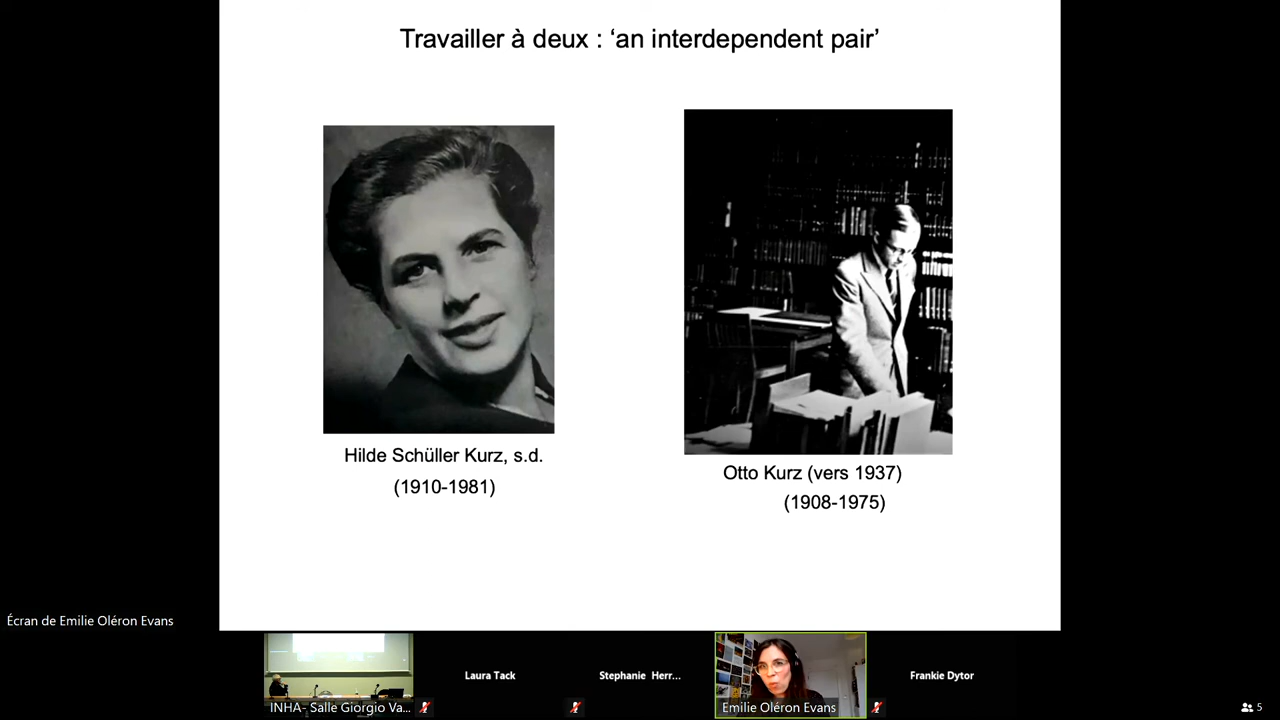 Travailler à deux : ‘an interdependent pair’
Hilde Schüller Kurz, s.d.
(1910-1981)
Otto Kurz (vers 1937)
(1908-1975)
Écran de Emilie Oléron Evans
INHA- Salle Giorgio Va...
Laura Tack
Stephanie Herr...
Emilie Oléron Evans
Frankie Dytor
5